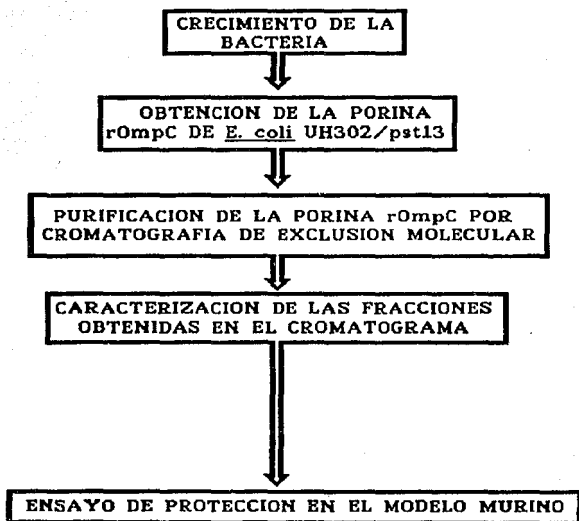 CRECIMIENTO DE LA
BACTERIA
OBTENCION DE LA PORINA
rOmpC DE E. coli UH302/pst13
PURIFICACION DE LA PORINA rOmpC POR
CROMATOGRAFIA DE EXCLUSION MOLECULAR
CARACTERIZACION DE LAS FRACCIONES
OBTENIDAS EN EL CROMATOGRAMA
ENSAYO DE PROTECCION EN EL MODELO MURINO